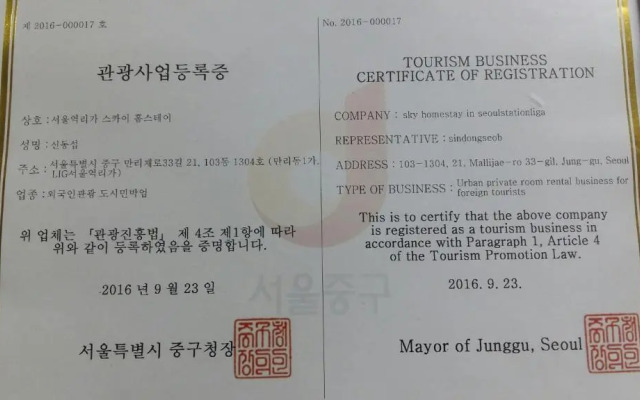 제 2016-000017 호
관광사업등록증
상호 : 서울역리가 스카이 홈스테이
성명 : 신동섭
주소 : 서울특별시 중구 만리재로33길 21, 103동 1304호 (만리동1가,
LIG서울역리가)
업종 : 외국인관광 도시민박업
위 업체는 「관광진흥법」 제 4조 제1항에 따라
위와 같이 등록하였음을 증명합니다.
2016 년 9 월 23 일
서울중구
서울특별시 중구청장
No. 2016-000017
TOURISM BUSINESS
CERTIFICATE OF REGISTRATION
COMPANY : sky homestay in seoulstationliga
REPRESENTATIVE : sindongseob
ADDRESS : 103-1304, 21, Mallijae-ro 33-gil, Jung-gu, Seoul
TYPE OF BUSINESS : Urban private room rental business for
foreign tourists
This is to certify that the above company
is registered as a tourism business in
accordance with Paragraph 1, Article 4
of the Tourism Promotion Law.
2016. 9. 23.
Mayor of Junggu, Seoul